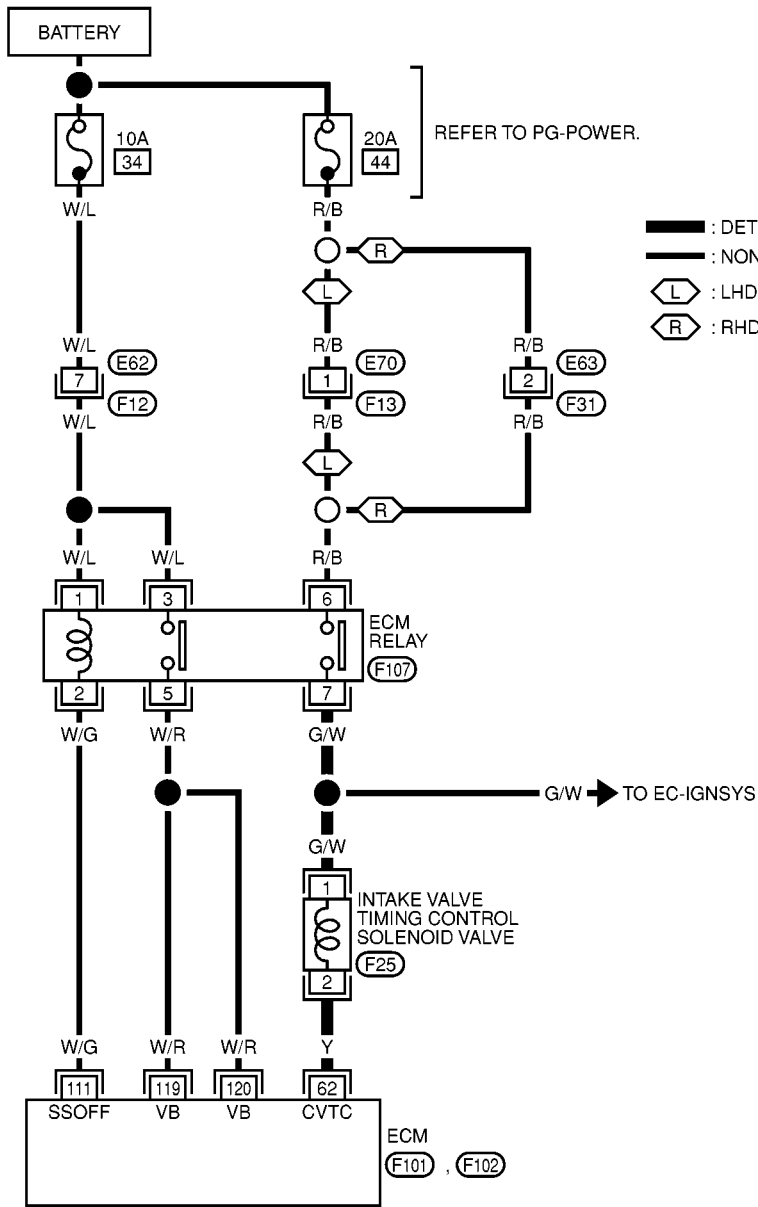 BATTERY
10A
34
20A
44
REFER TO PG-POWER.
W/L
R/B
R
: DET
: NON
L
L : LHD
R : RHD
W/L
R/B
R/B
7
E62
1
E70
2
E63
F12
F13
F31
W/L
R/B
R/B
L
R
W/L
W/L
R/B
1
3
6
ECM
RELAY
F107
2
5
7
W/G
W/R
G/W
G/W
TO EC-IGNSYS
G/W
1
INTAKE VALVE
TIMING CONTROL
SOLENOID VALVE
F25
2
W/G
W/R
W/R
Y
111
119
120
62
SSOFF
VB
VB
CVTC
ECM
F101 , F102